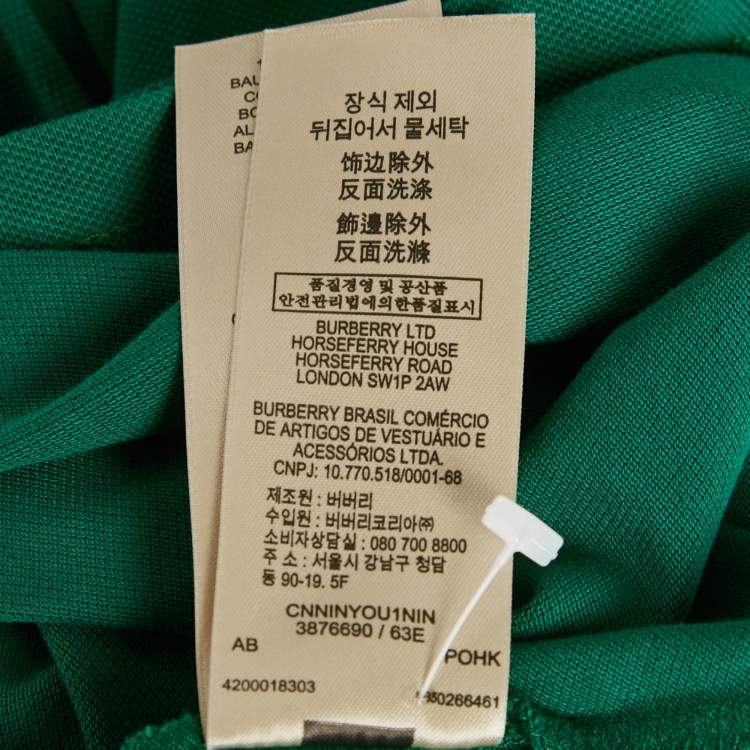 장식 제외
뒤집어서 물세탁
饰边除外
反面洗涤
飾邊除外
反面洗滌
품질경영 및 공산품
안전관리법에의한품질표시
BURBERRY LTD
HORSEFERRY HOUSE
HORSEFERRY ROAD
LONDON SW1P 2AW
BURBERRY BRASIL COMÉRCIO
DE ARTIGOS DE VESTUÁRIO E
ACESSÓRIOS LTDA.
CNPJ: 10.770.518/0001-68
제조원 : 버버리
수입원 : 버버리코리아㈜
소비자상담실 : 080 700 8800
주 소 : 서울시 강남구 청담
동 90-19. 5F
CNNINYOU1NIN
3876690 / 63E
AB
POHK
4200018303